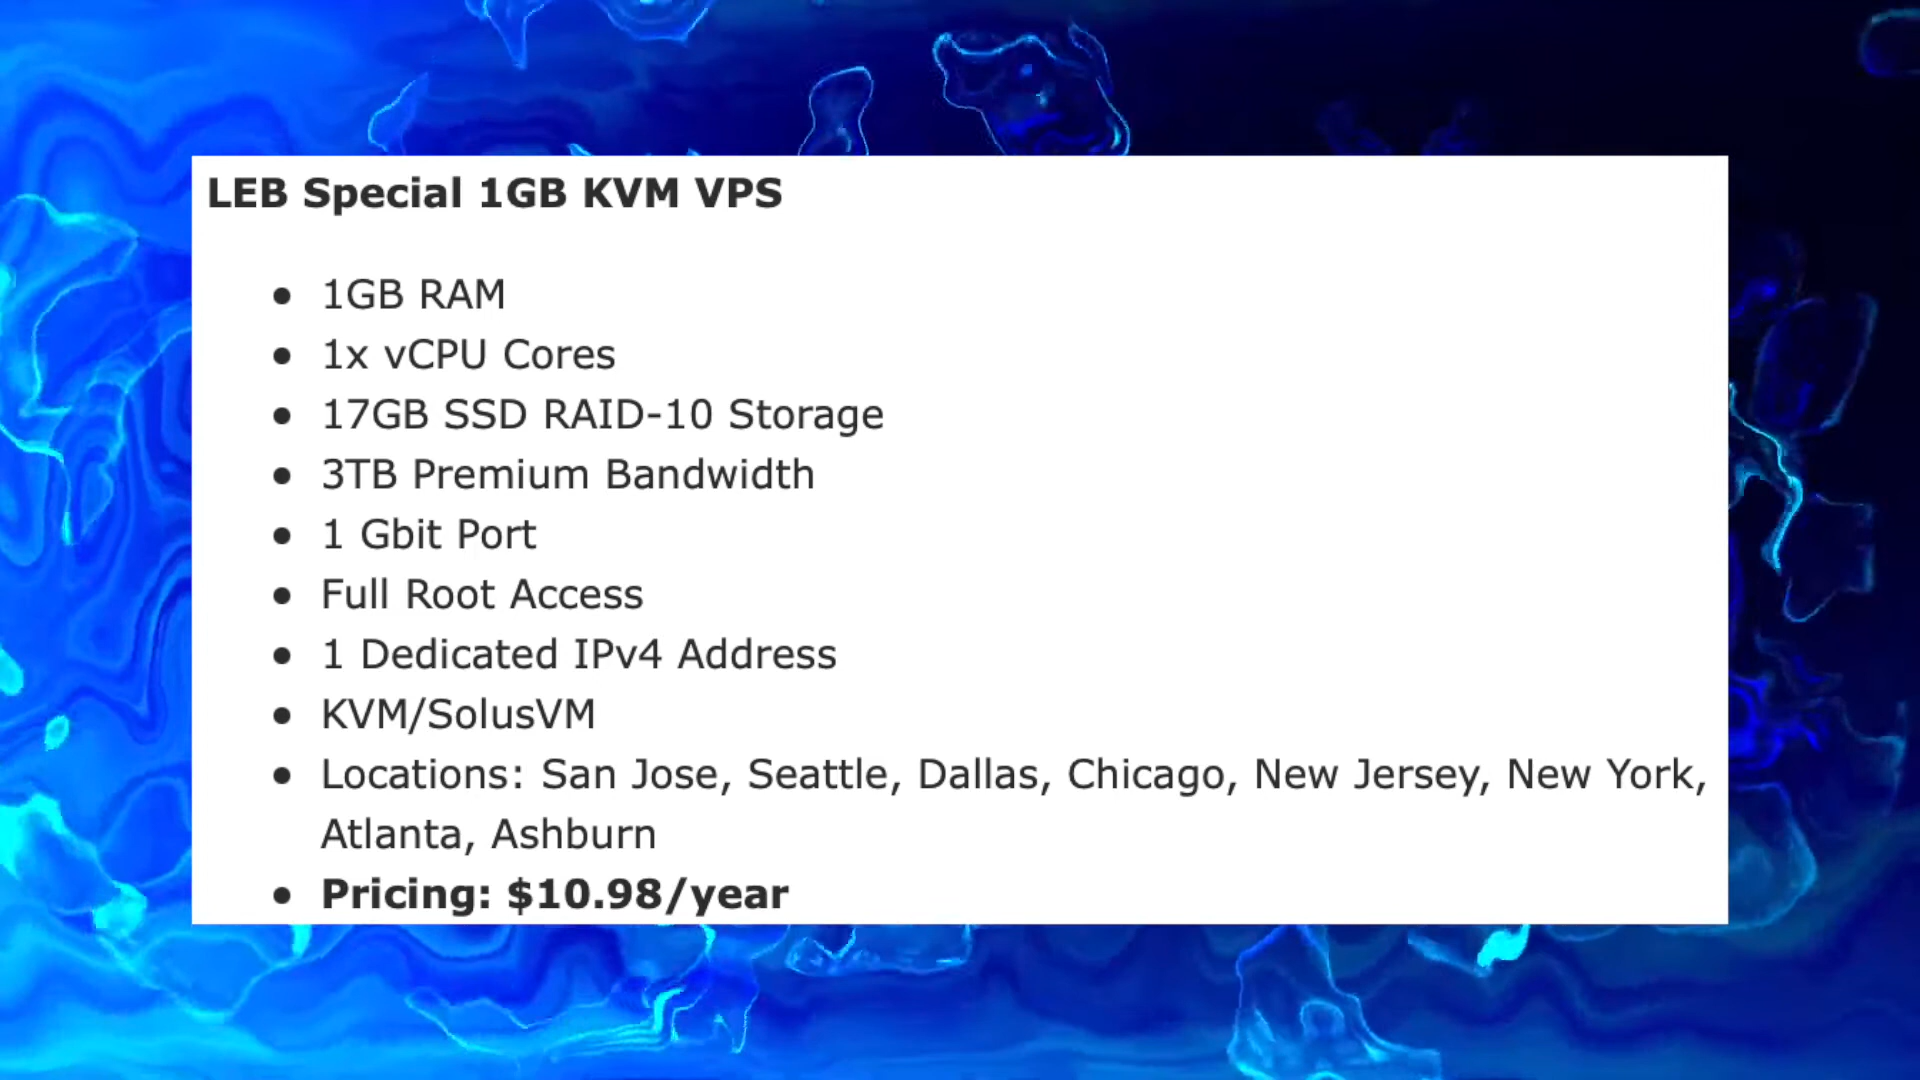 LEB Special 1GB KVM VPS
• 1GB RAM
• 1x vCPU Cores
• 17GB SSD RAID-10 Storage
• 3TB Premium Bandwidth
• 1 Gbit Port
• Full Root Access
• 1 Dedicated IPv4 Address
• KVM/SolusVM
• Locations: San Jose, Seattle, Dallas, Chicago, New Jersey, New York,
Atlanta, Ashburn
• Pricing: $10.98/year